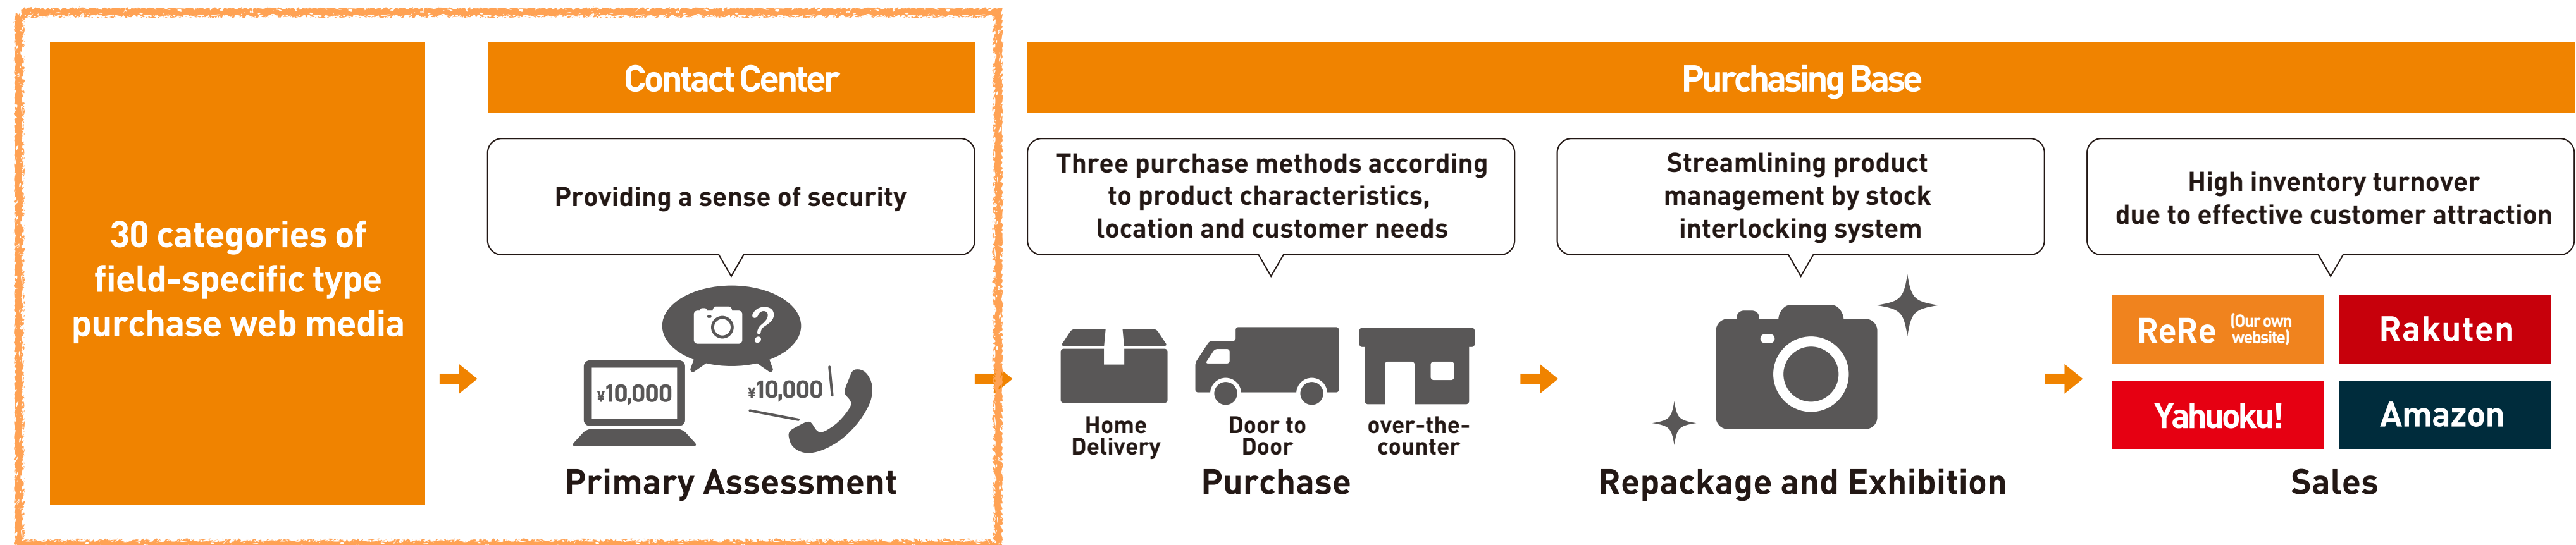 30 categories of
field-specific type
purchase web media
Contact Center
Providing a sense of security
?
¥10,000
¥10,000
Primary Assessment
Purchasing Base
Three purchase methods according
to product characteristics,
location and customer needs
Home
Delivery
Door to
Door
over-the-
counter
Purchase
Streamlining product
management by stock
interlocking system
Repackage and Exhibition
High inventory turnover
due to effective customer attraction
ReRe (Our own
website)
Rakuten
Yahuoku!
Amazon
Sales